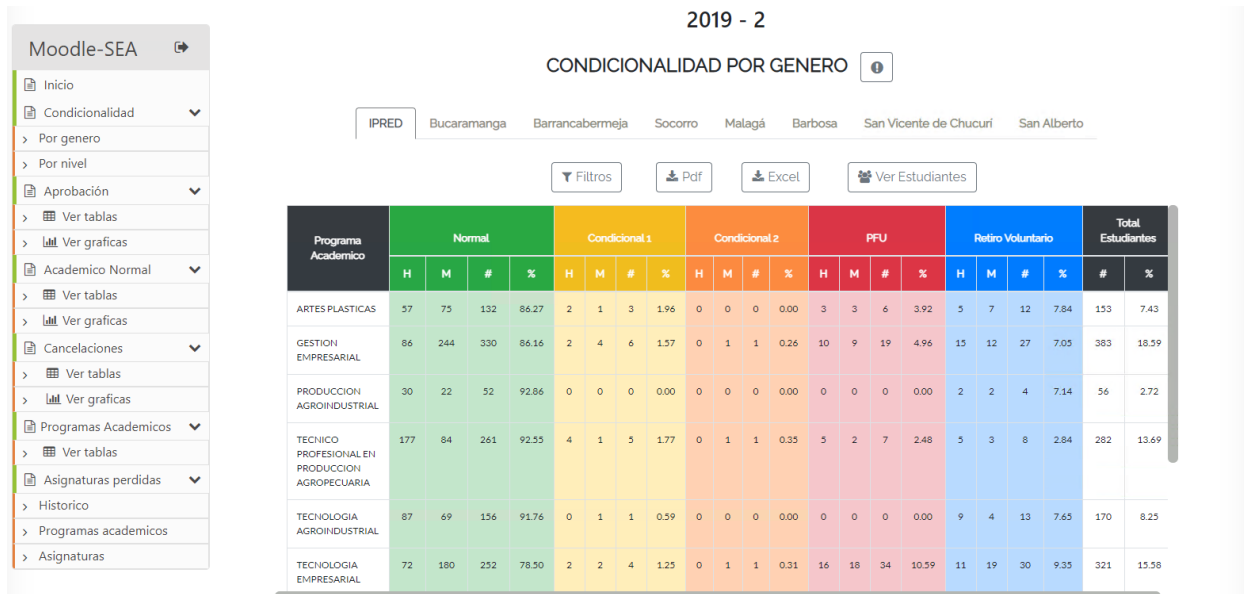 2019 - 2
Moodle-SEA
CONDICIONALIDAD POR GENERO
Inicio
Condicionalidad
Por genero
Por nivel
Aprobación
Ver tablas
Ver graficas
Academico Normal
Ver tablas
Ver graficas
Cancelaciones
Ver tablas
Ver graficas
Programas Academicos
Ver tablas
Asignaturas perdidas
Historico
Programas academicos
Asignaturas
IPRED Bucaramanga Barrancabermeja Socorro Malagá Barbosa San Vicente de Chucurí San Alberto
Filtros Pdf Excel Ver Estudiantes
Programa Academico Normal Condicional 1 Condicional 2 PFU Retiro Voluntario Total Estudiantes
H M # % H M # % H M # % H M # % H M # % # %
ARTES PLASTICAS 57 75 132 86.27 2 1 3 1.96 0 0 0 0.00 3 3 6 3.92 5 7 12 7.84 153 7.43
GESTION 86 244 330 86.16 2 4 6 1.57 0 1 1 0.26 10 9 19 4.96 15 12 27 7.05 383 18.59
EMPRESARIAL
PRODUCCION 30 22 52 92.86 0 0 0 0.00 0 0 0 0.00 0 0 0 0.00 2 2 4 7.14 56 2.72
AGROINDUSTRIAL
TECNICO 177 84 261 92.55 4 1 5 1.77 0 1 1 0.35 5 2 7 2.48 5 3 8 2.84 282 13.69
PROFESIONAL EN
PRODUCCION
AGROPECUARIA
TECNOLOGIA 87 69 156 91.76 0 1 1 0.59 0 0 0 0.00 0 0 0 0.00 9 4 13 7.65 170 8.25
AGROINDUSTRIAL
TECNOLOGIA 72 180 252 78.50 2 2 4 1.25 0 1 1 0.31 16 18 34 10.59 11 19 30 9.35 321 15.58
EMPRESARIAL